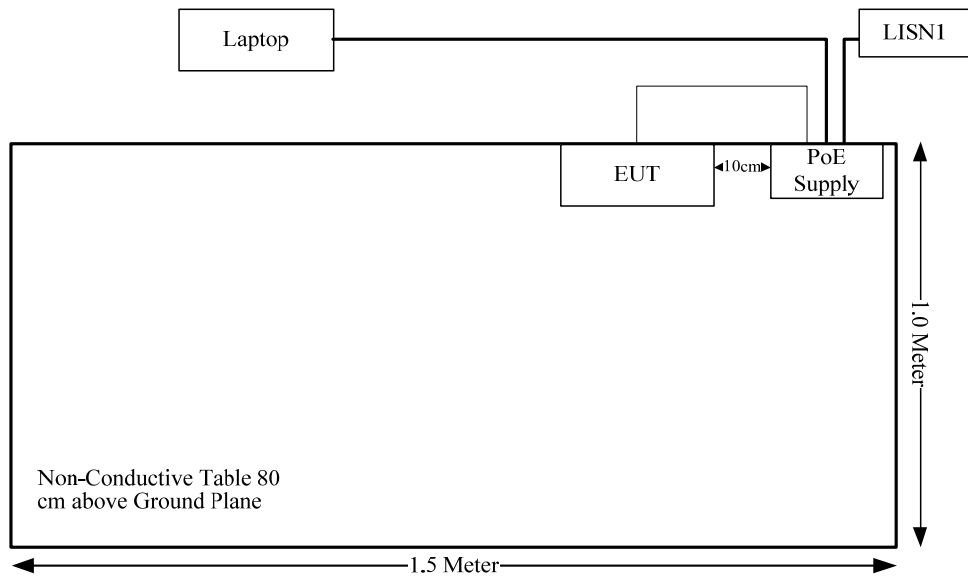 Laptop
LISN1
EUT
10cm
PoE
Supply
1.0 Meter
Non-Conductive Table 80
cm above Ground Plane
1.5 Meter